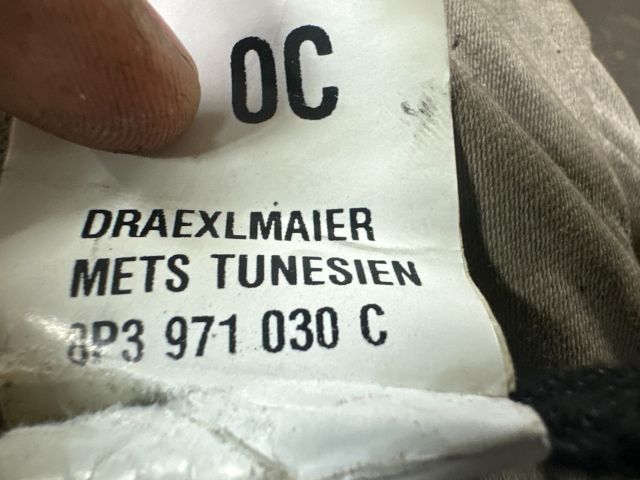 0C
DRAEXLMAIER
METS TUNESIEN
8P3 971 030 C